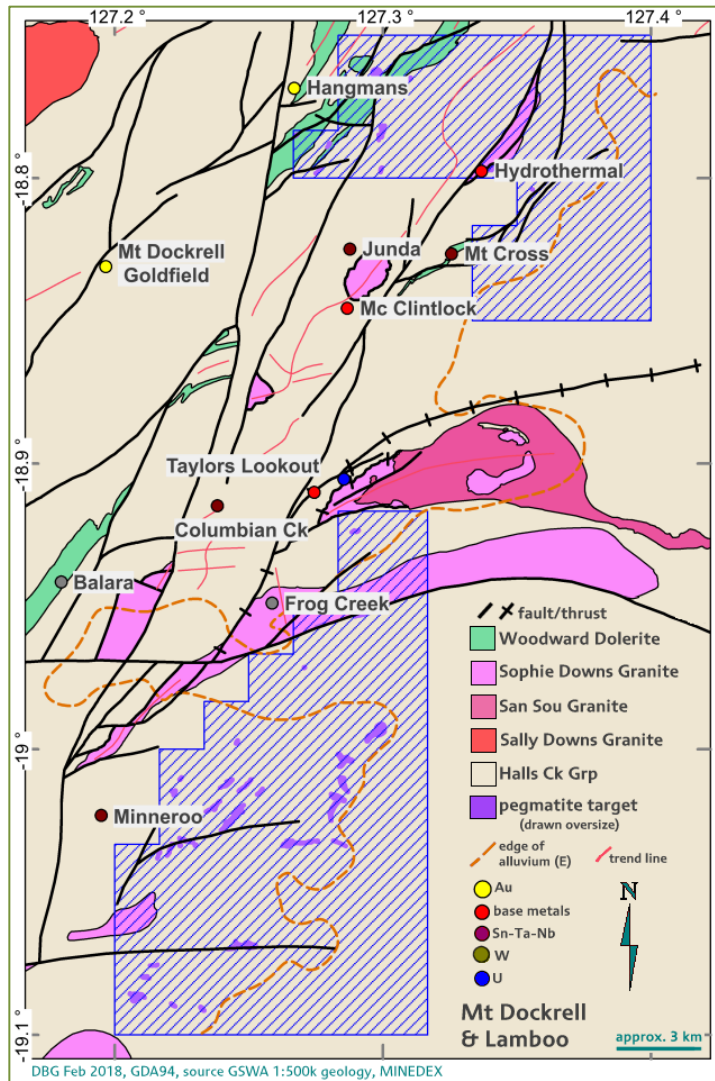 127.2 °
127.3 °
127.4 °
Hangmans
-18.8 °
Hydrothermal
Mt Dockrell
Goldfield
Junda
Mt Cross
Mc Clintlock
-18.9 °
Taylors Lookout
Columbian Ck
Balara
Frog Creek
fault/thrust
Woodward Dolerite
Sophie Downs Granite
San Sou Granite
Sally Downs Granite
Halls Ck Grp
pegmatite target
(drawn oversize)
edge of
alluvium (E)
trend line
-19 °
Minneroo
Au
base metals
Sn-Ta-Nb
W
U
N
Mt Dockrell
& Lamboo
approx. 3 km
-19.1 °
DBG Feb 2018, GDA94, source GSWA 1:500k geology, MINEDEX